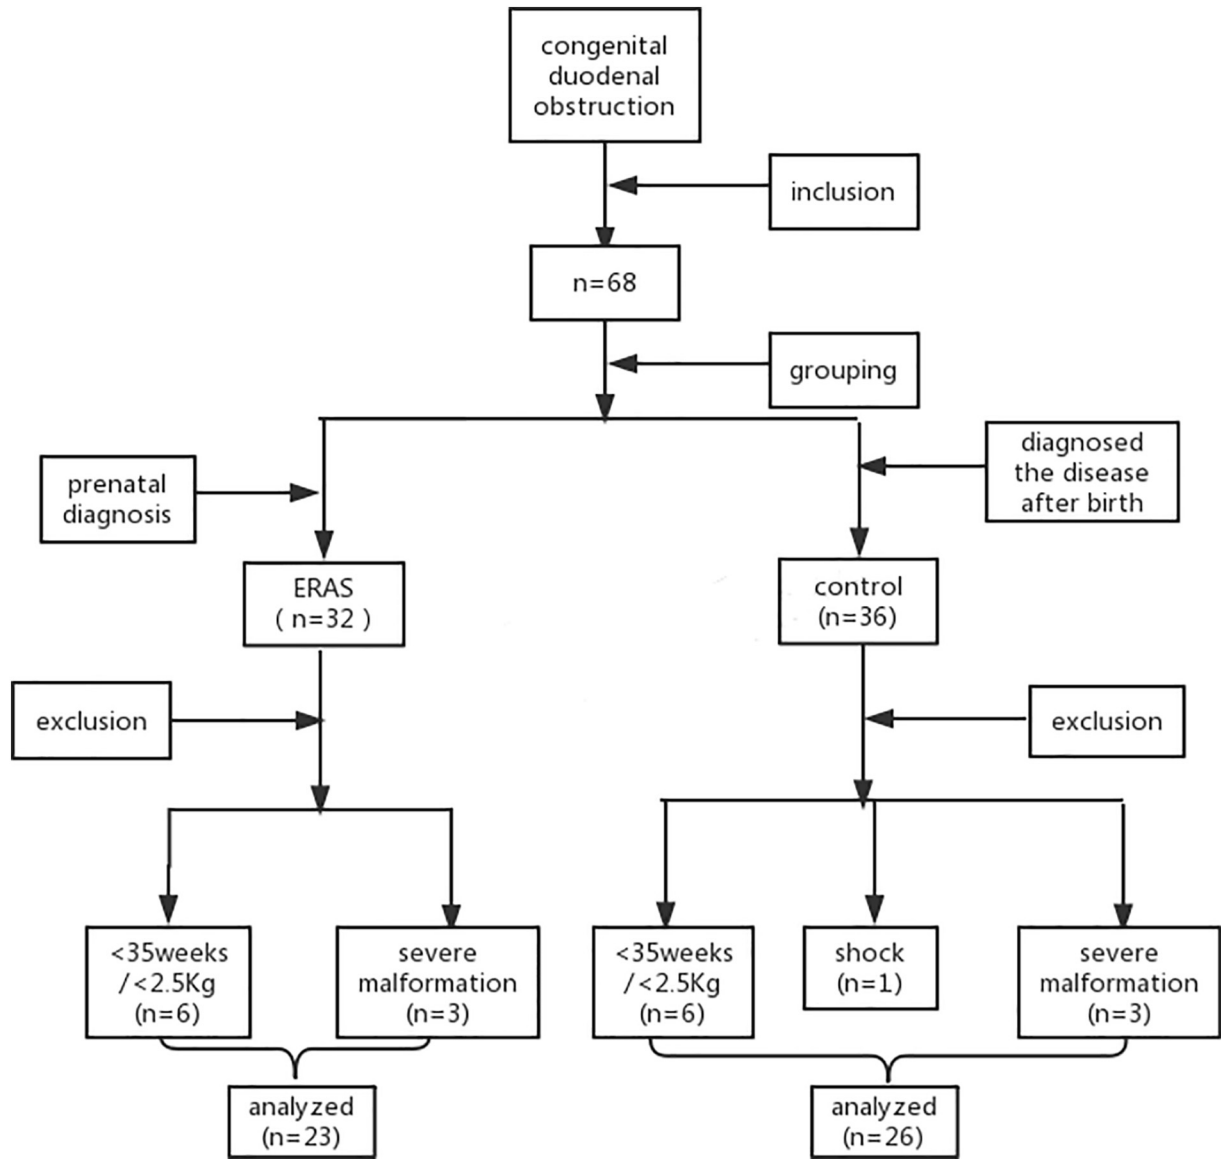 congenital
duodenal
obstruction
inclusion
n=68
grouping
prenatal
diagnosis
diagnosed
the disease
after birth
ERAS
( n=32 )
control
(n=36)
exclusion
exclusion
<35weeks
/<2.5Kg
(n=6)
severe
malformation
(n=3)
<35weeks
/<2.5Kg
(n=6)
shock
(n=1)
severe
malformation
(n=3)
analyzed
(n=23)
analyzed
(n=26)